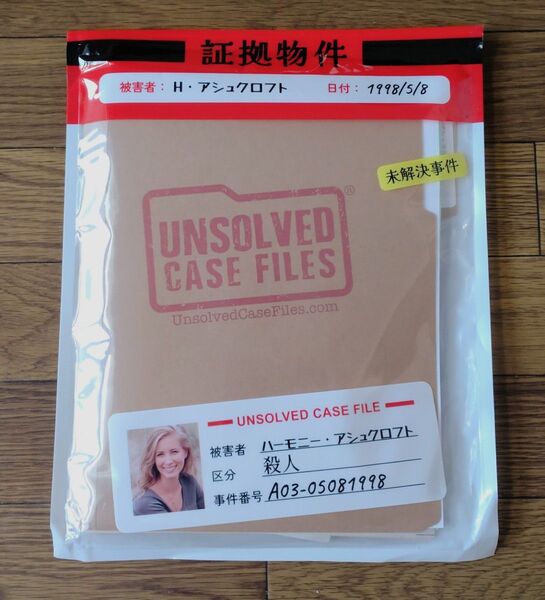 証拠物件
被害者： H・アシュクロフト 日付： 1998/5/8
未解決事件
UNSOLVED®
CASE FILES
UnsolvedCaseFiles.com
UNSOLVED CASE FILE
被害者 ハーモニー・アシュクロフト
区分 殺人
事件番号 A03-05081998